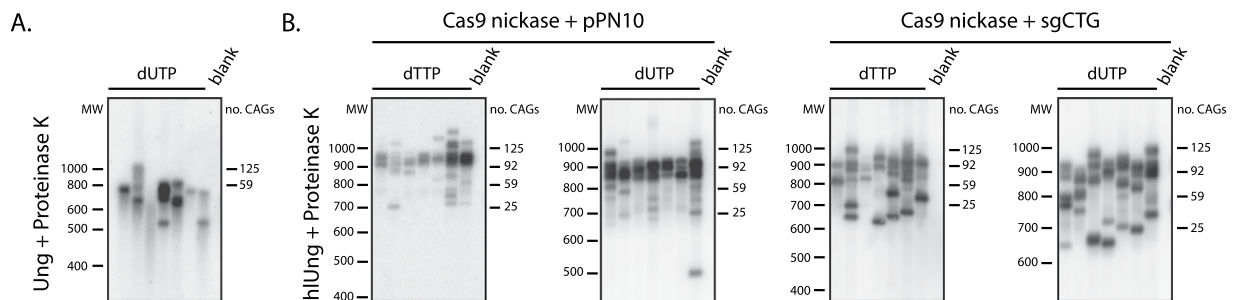 A.
Ung + Proteinase K
dUTP
blank
MW
no. CAGs
1000
800
600
500
400
125
59
B.
hlUng + Proteinase K
Cas9 nickase + pPN10
dTTP
blank
MW
no. CAGs
1000
900
800
700
600
500
400
125
92
59
25
dUTP
blank
MW
no. CAGs
1000
900
800
700
600
500
125
92
59
25
Cas9 nickase + sgCTG
dTTP
blank
MW
no. CAGs
1000
900
800
700
600
500
400
125
92
59
25
dUTP
blank
MW
no. CAGs
1000
900
800
700
600
125
92
59
25